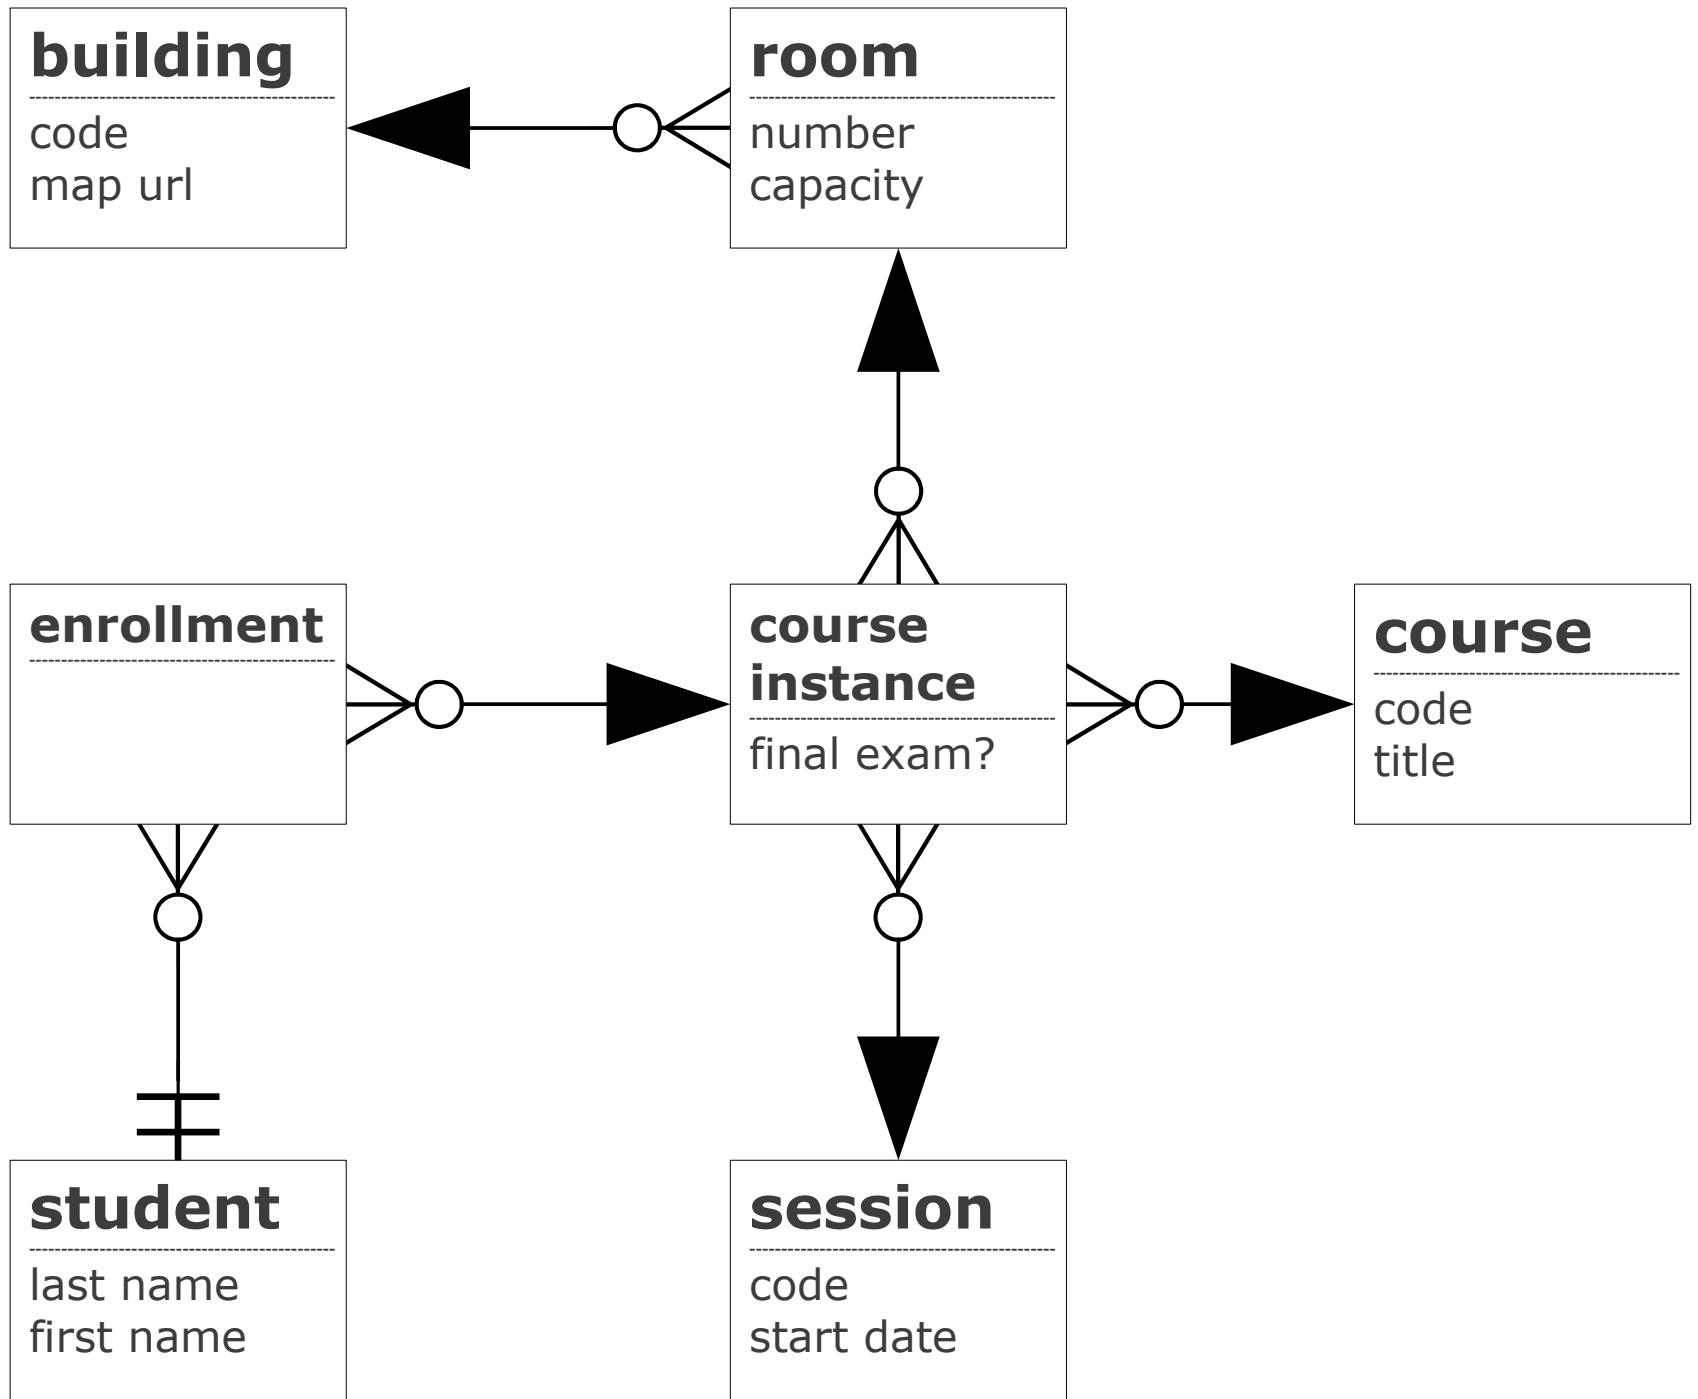 building
code
map url
room
number
capacity
enrollment
course
instance
final exam?
course
code
title
student
last name
first name
session
code
start date